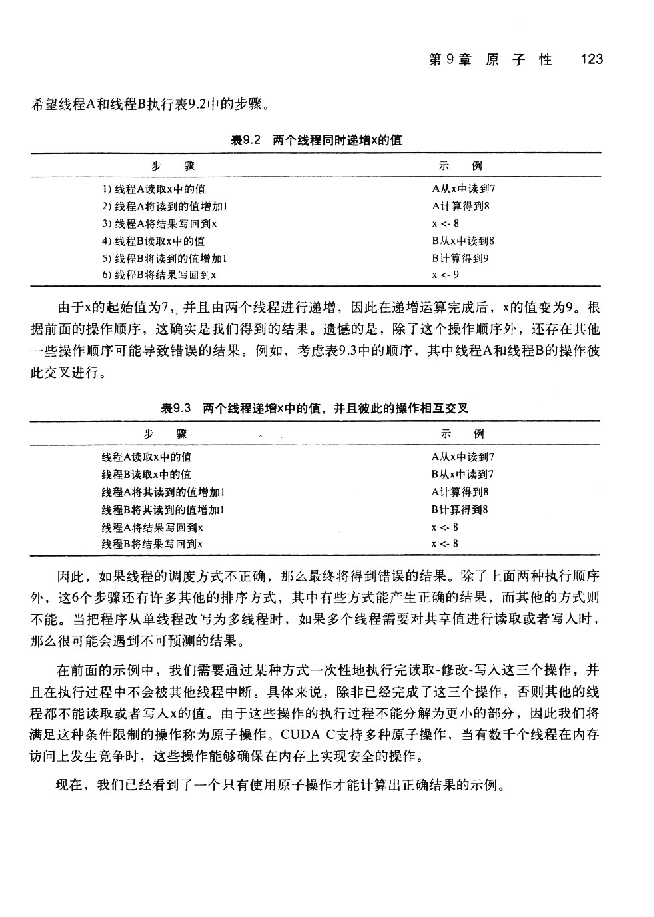 第9章 原 子 性 123
希望线程A和线程B执行表9.2中的步骤。
表9.2 两个线程同时递增x的值
步 骤 示 例
1) 线程A读取x中的值 A从x中读到7
2) 线程A将读到的值增加1 A计算得到8
3) 线程A将结果写回到x x <- 8
4) 线程B读取x中的值 B从x中读到8
5) 线程B将读到的值增加1 B计算得到9
6) 线程B将结果写回到x x <- 9
由于x的起始值为7，并且由两个线程进行递增，因此在递增运算完成后，x的值变为9。根
据前面的操作顺序，这确实是我们得到的结果。遗憾的是，除了这个操作顺序外，还存在其他
一些操作顺序可能导致错误的结果。例如，考虑表9.3中的顺序，其中线程A和线程B的操作彼
此交叉进行。
表9.3 两个线程递增x中的值，并且彼此的操作相互交叉
步 骤 示 例
线程A读取x中的值 A从x中读到7
线程B读取x中的值 B从x中读到7
线程A将其读到的值增加1 A计算得到8
线程B将其读到的值增加1 B计算得到8
线程A将结果写回到x x <- 8
线程B将结果写回到x x <- 8
因此，如果线程的调度方式不正确，那么最终将得到错误的结果。除了上面两种执行顺序
外，这6个步骤还有许多其他的排序方式，其中有些方式能产生正确的结果，而其他的方式则
不能。当把程序从单线程改写为多线程时，如果多个线程需要对共享值进行读取或者写入时，
那么很可能会遇到不可预测的结果。
在前面的示例中，我们需要通过某种方式一次性地执行完读取-修改-写入这三个操作，并
且在执行过程中不会被其他线程中断。具体来说，除非已经完成了这三个操作，否则其他的线
程都不能读取或者写入x的值。由于这些操作的执行过程不能分解为更小的部分，因此我们将
满足这种条件限制的操作称为原子操作。CUDA C支持多种原子操作，当有数千个线程在内存
访问上发生竞争时，这些操作能够确保在内存上实现安全的操作。
现在，我们已经看到了一个只有使用原子操作才能计算出正确结果的示例。